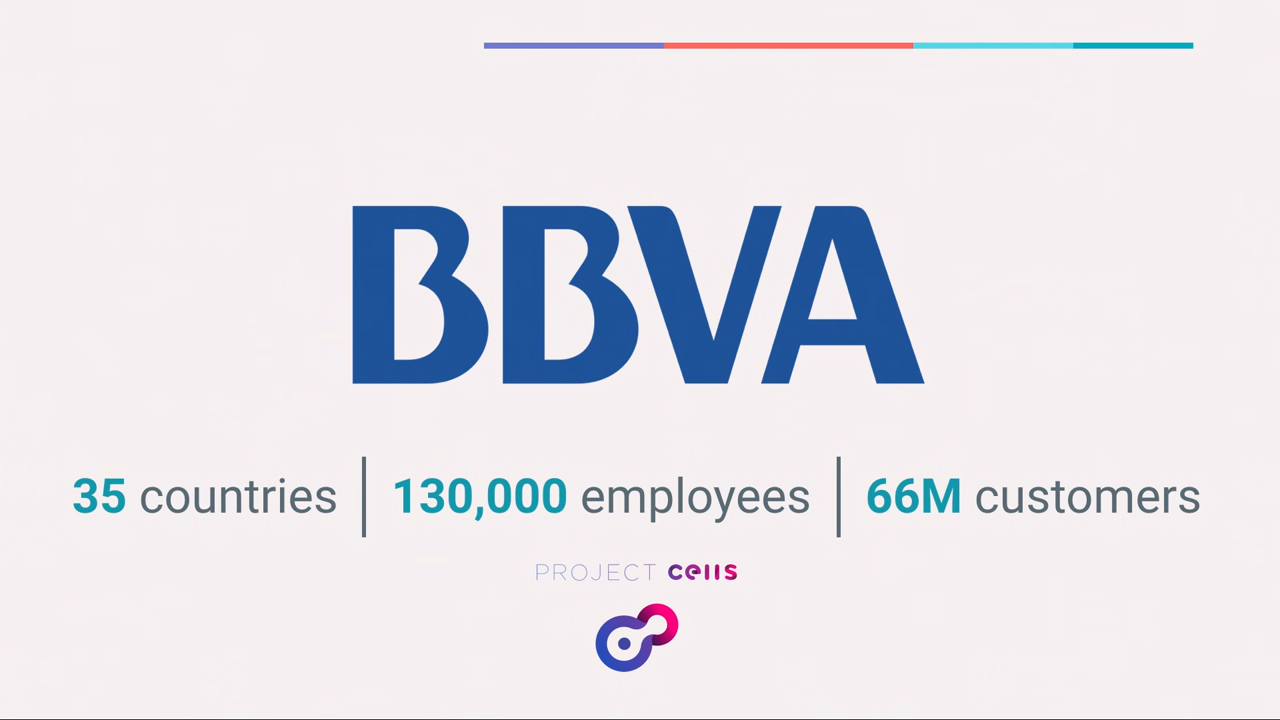 BBVA
35 countries | 130,000 employees | 66M customers
PROJECT cells